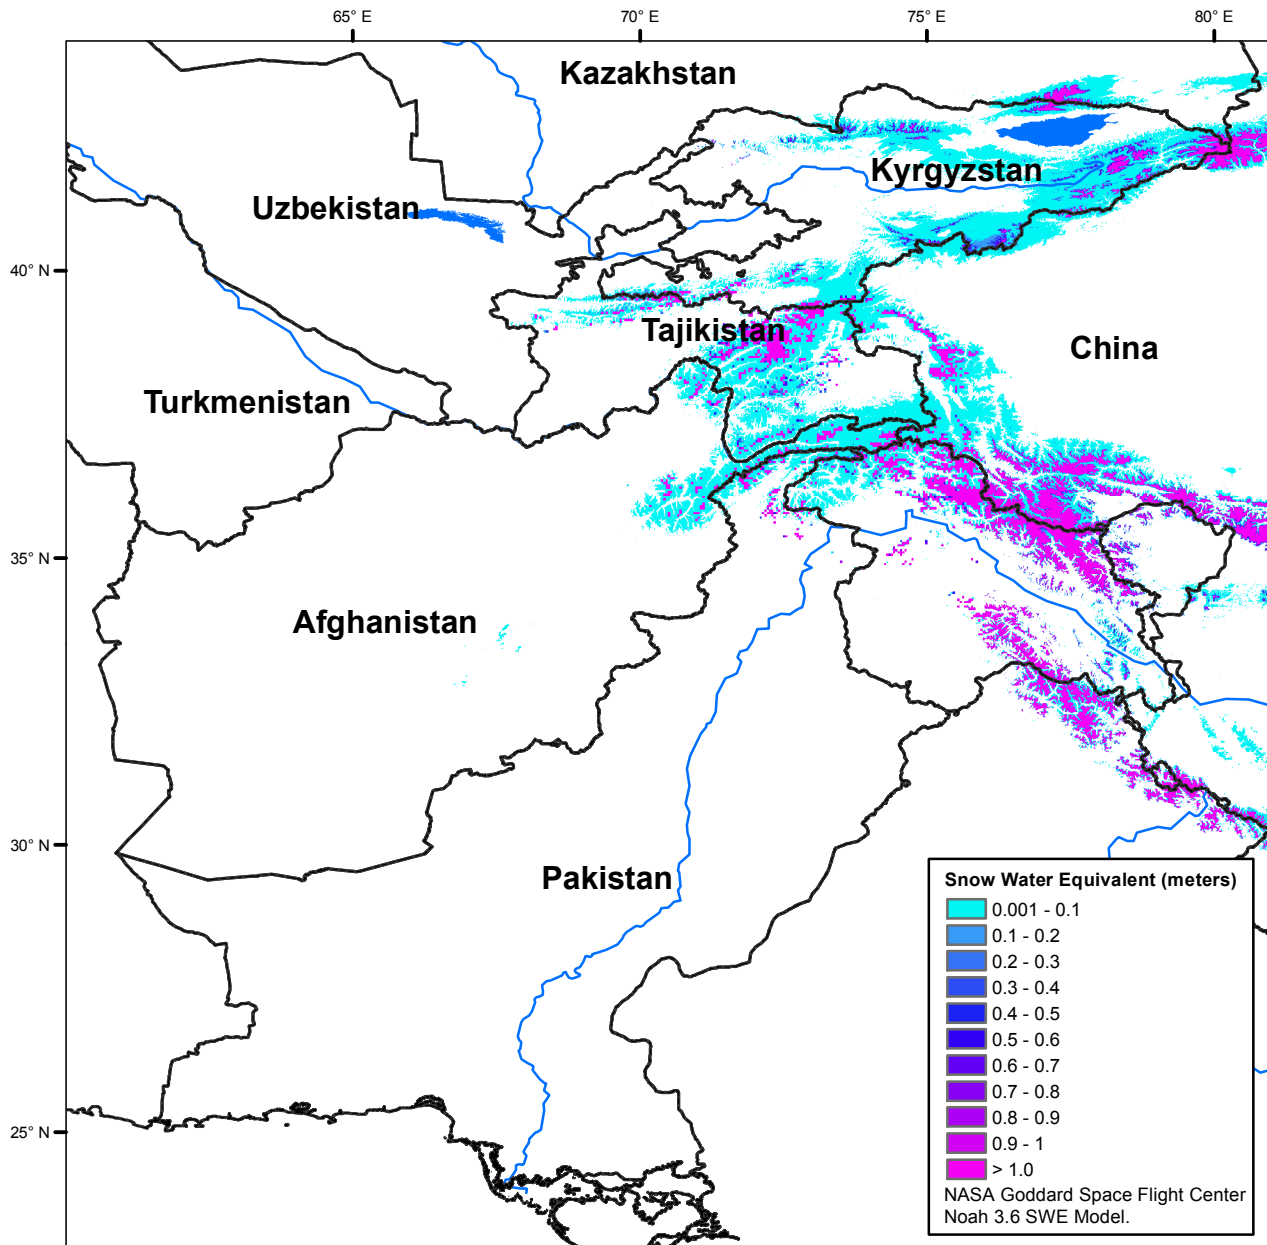 65° E
70° E
75° E
80° E
Kazakhstan
Kyrgyzstan
Uzbekistan
40° N
Tajikistan
China
Turkmenistan
35° N
Afghanistan
30° N
Pakistan
25° N
Snow Water Equivalent (meters)
0.001 - 0.1
0.1 - 0.2
0.2 - 0.3
0.3 - 0.4
0.4 - 0.5
0.5 - 0.6
0.6 - 0.7
0.7 - 0.8
0.8 - 0.9
0.9 - 1
> 1.0
NASA Goddard Space Flight Center
Noah 3.6 SWE Model.